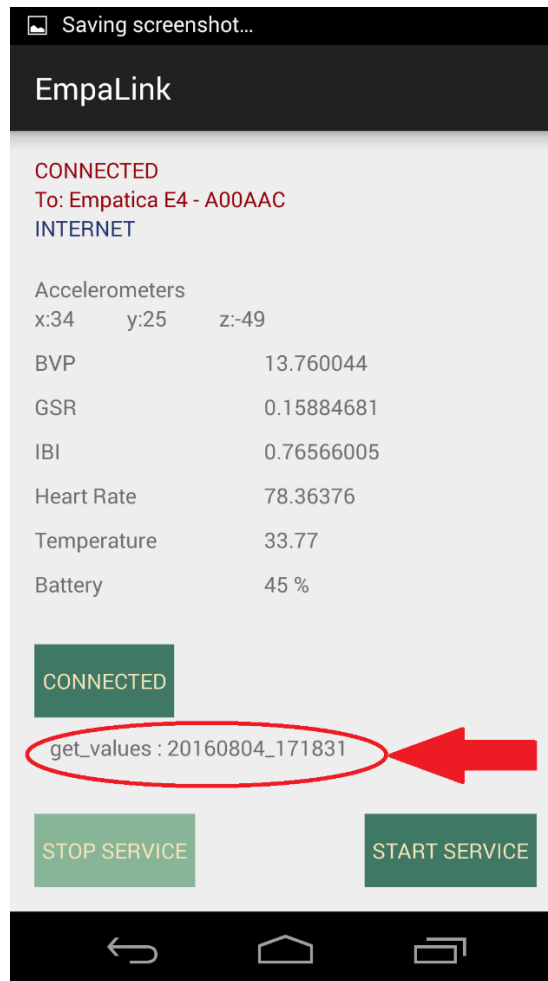 Saving screenshot...
EmpaLink
CONNECTED
To: Empatica E4 - A00AAC
INTERNET
Accelerometers
x:34 y:25 z:-49
BVP 13.760044
GSR 0.15884681
IBI 0.76566005
Heart Rate 78.36376
Temperature 33.77
Battery 45 %
CONNECTED
get_values : 20160804_171831
STOP SERVICE START SERVICE